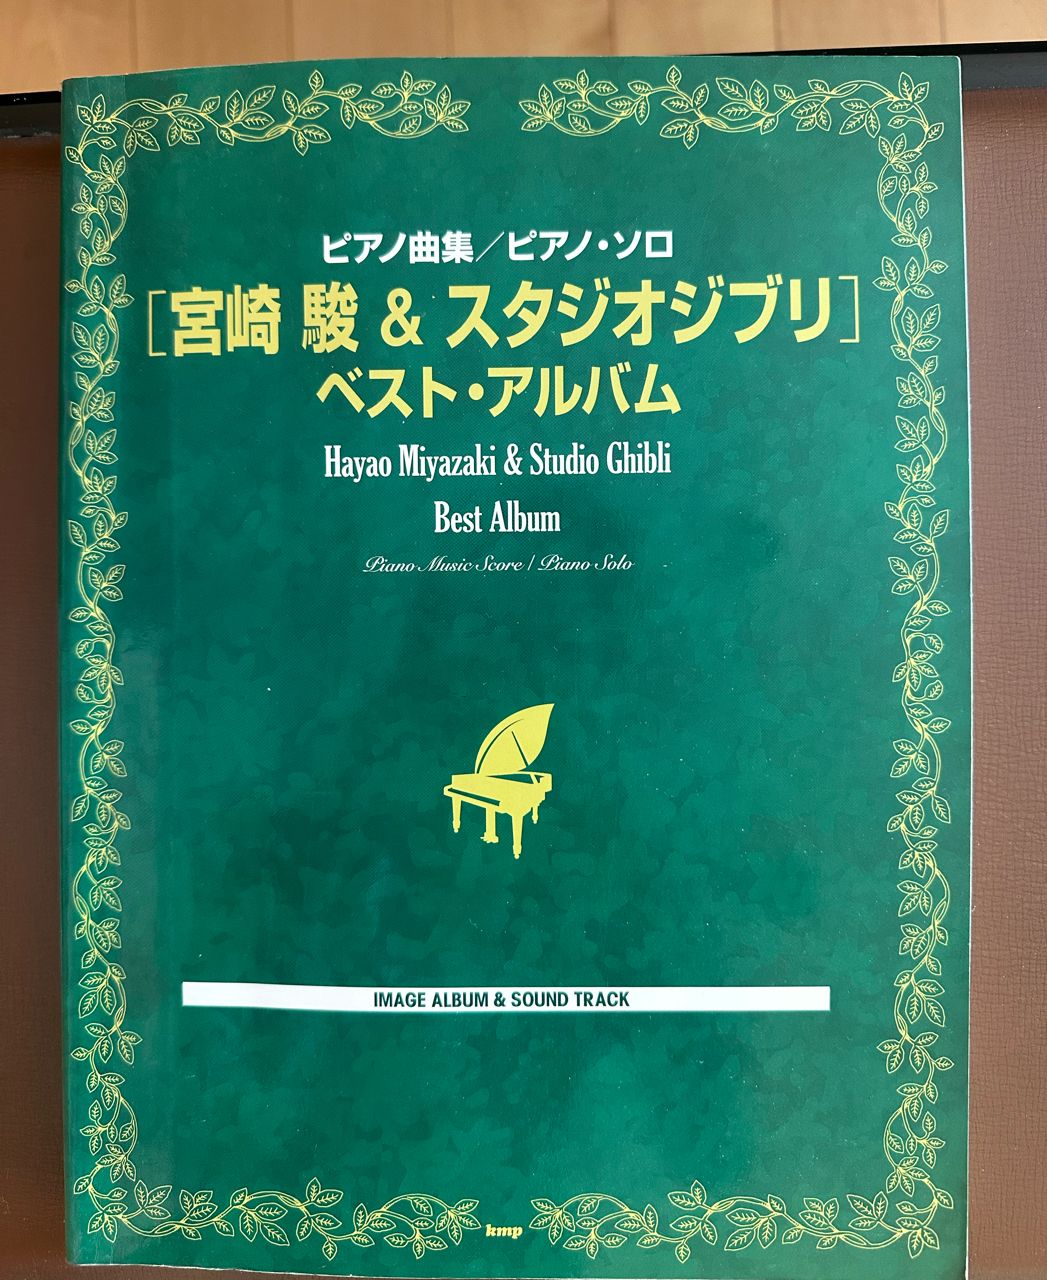 ピアノ曲集／ピアノ・ソロ
[宮崎 駿 & スタジオジブリ]
ベスト・アルバム
Hayao Miyazaki & Studio Ghibli
Best Album
Piano Music Score / Piano Solo
IMAGE ALBUM & SOUND TRACK
kmp